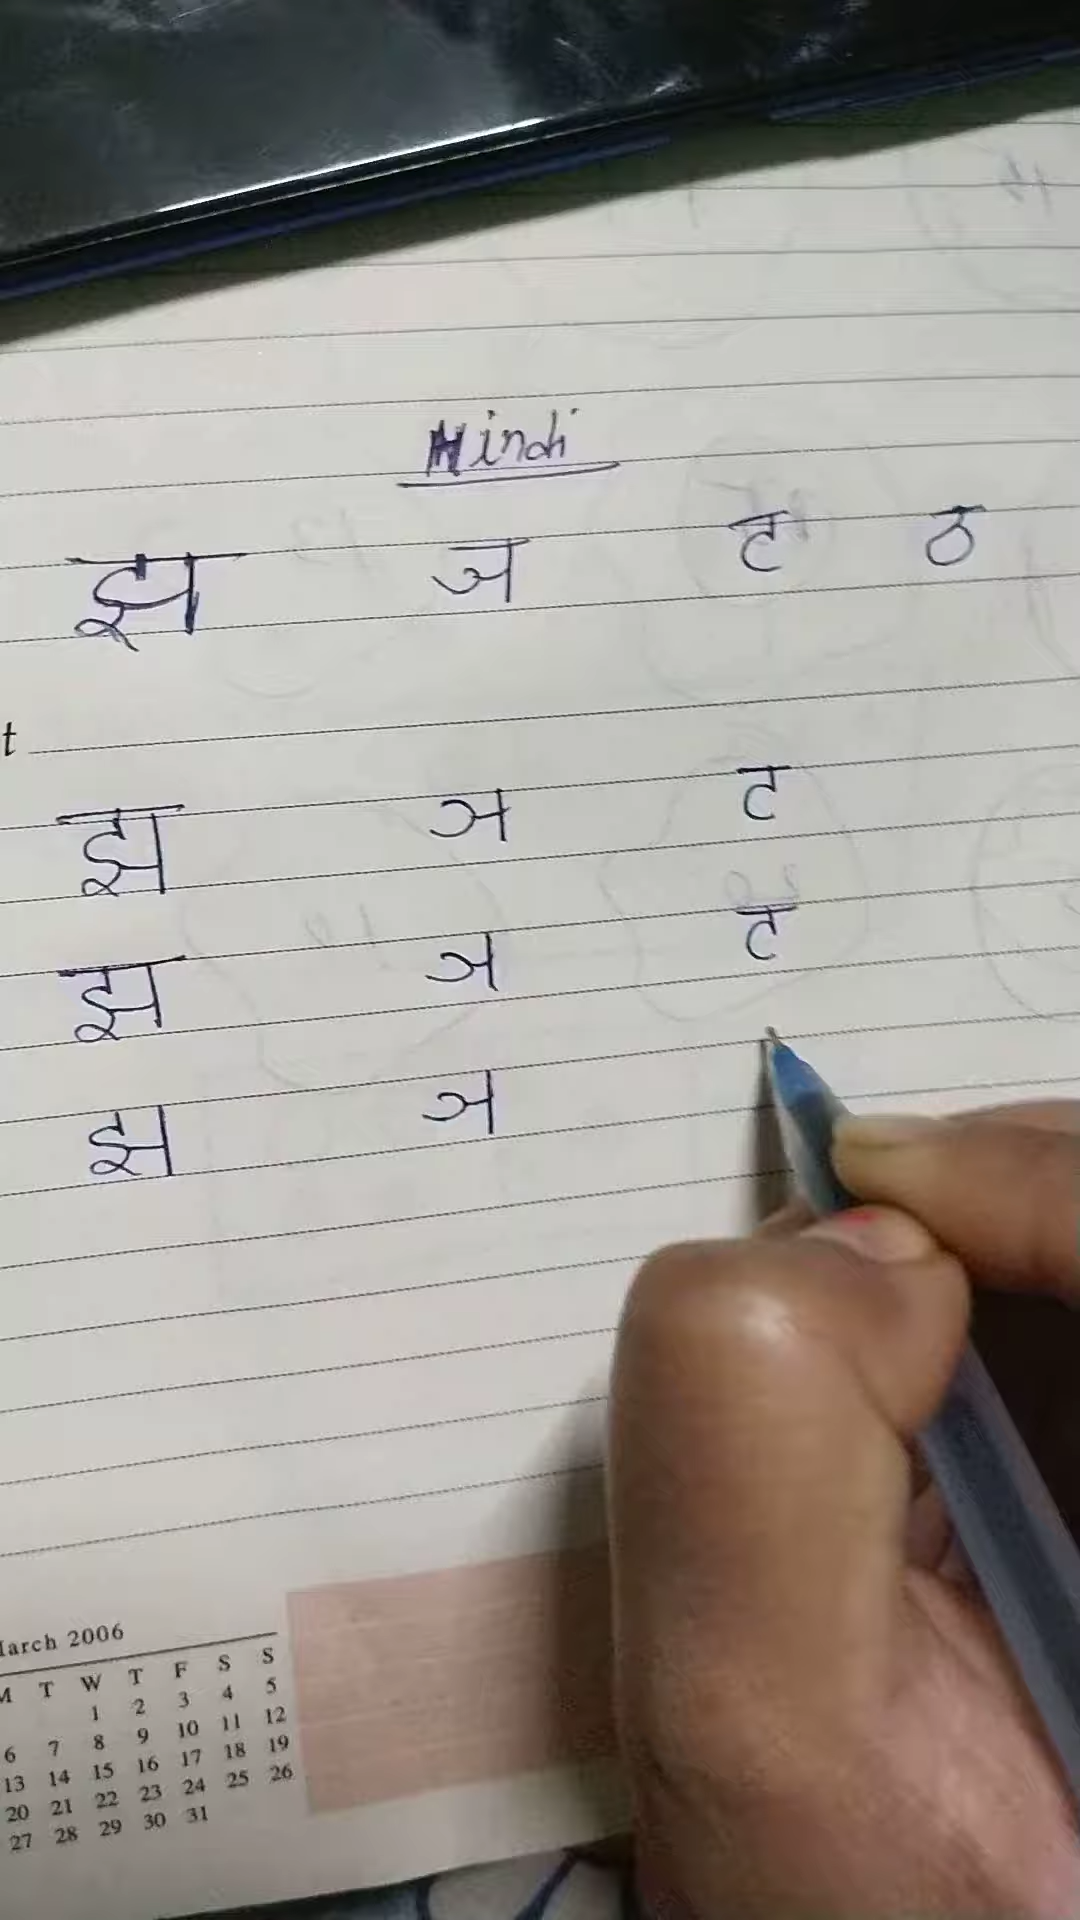 Hindi
झ ञ ट ठ
t
झ ञ ट
झ ञ ट
झ ञ
March 2006
M T W T F S S
1 2 3 4 5
6 7 8 9 10 11 12
13 14 15 16 17 18 19
20 21 22 23 24 25 26
27 28 29 30 31